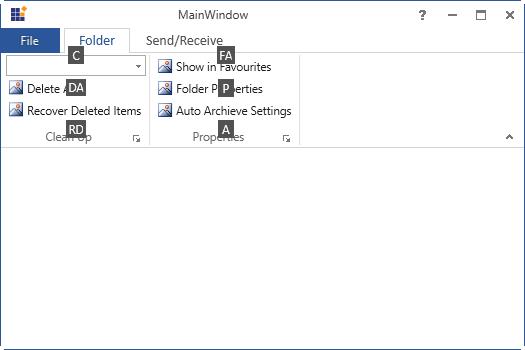 MainWindow ?
File Folder Send/Receive
C FA
Show in Favourites
Delete DA Folder Properties P
Recover Deleted Items Auto Archieve Settings
RD A
Clean Up Properties